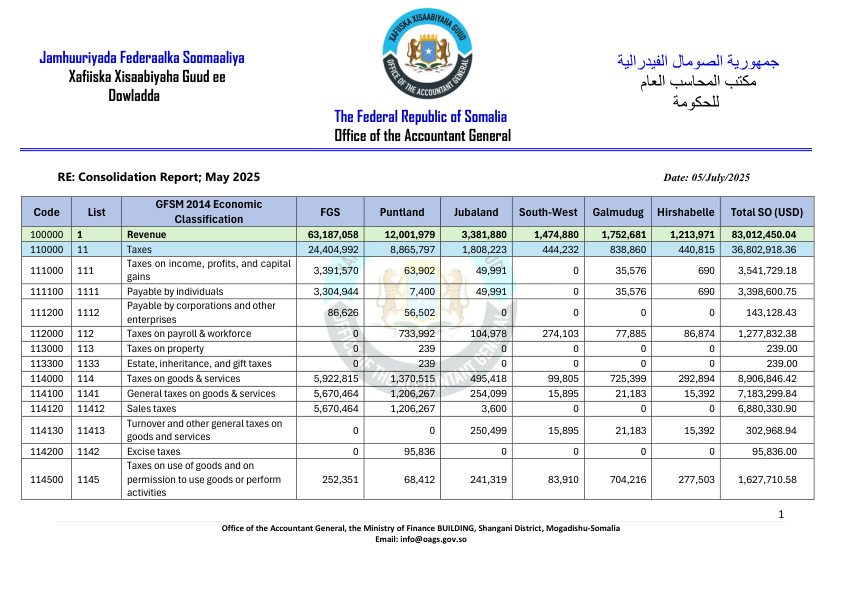 Jamhuuriyada Federaalka Soomaaliya
Xafiiska Xisaabiyaha Guud ee
Dowladda
XAFIISKA XISAABIYAHA GUUD
OFFICE OF THE ACCOUNTANT GENERAL
جمهورية الصومال الفيدرالية
مكتب المحاسب العام
للحكومة
The Federal Republic of Somalia
Office of the Accountant General
RE: Consolidation Report; May 2025
Date: 05/July/2025
Code List GFSM 2014 Economic Classification FGS Puntland Jubaland South-West Galmudug Hirshabelle Total SO (USD)
100000 1 Revenue 63,187,058 12,001,979 3,381,880 1,474,880 1,752,681 1,213,971 83,012,450.04
110000 11 Taxes 24,404,992 8,865,797 1,808,223 444,232 838,860 440,815 36,802,918.36
111000 111 Taxes on income, profits, and capital gains 3,391,570 63,902 49,991 0 35,576 690 3,541,729.18
111100 1111 Payable by individuals 3,304,944 7,400 49,991 0 35,576 690 3,398,600.75
111200 1112 Payable by corporations and other enterprises 86,626 56,502 0 0 0 0 143,128.43
112000 112 Taxes on payroll & workforce 0 733,992 104,978 274,103 77,885 86,874 1,277,832.38
113000 113 Taxes on property 0 239 0 0 0 0 239.00
113300 1133 Estate, inheritance, and gift taxes 0 239 0 0 0 0 239.00
114000 114 Taxes on goods & services 5,922,815 1,370,515 495,418 99,805 725,399 292,894 8,906,846.42
114100 1141 General taxes on goods & services 5,670,464 1,206,267 254,099 15,895 21,183 15,392 7,183,299.84
114120 11412 Sales taxes 5,670,464 1,206,267 3,600 0 0 0 6,880,330.90
114130 11413 Turnover and other general taxes on goods and services 0 0 250,499 15,895 21,183 15,392 302,968.94
114200 1142 Excise taxes 0 95,836 0 0 0 0 95,836.00
114500 1145 Taxes on use of goods and on permission to use goods or perform activities 252,351 68,412 241,319 83,910 704,216 277,503 1,627,710.58
1
Office of the Accountant General, the Ministry of Finance BUILDING, Shangani District, Mogadishu-Somalia
Email: info@oags.gov.so